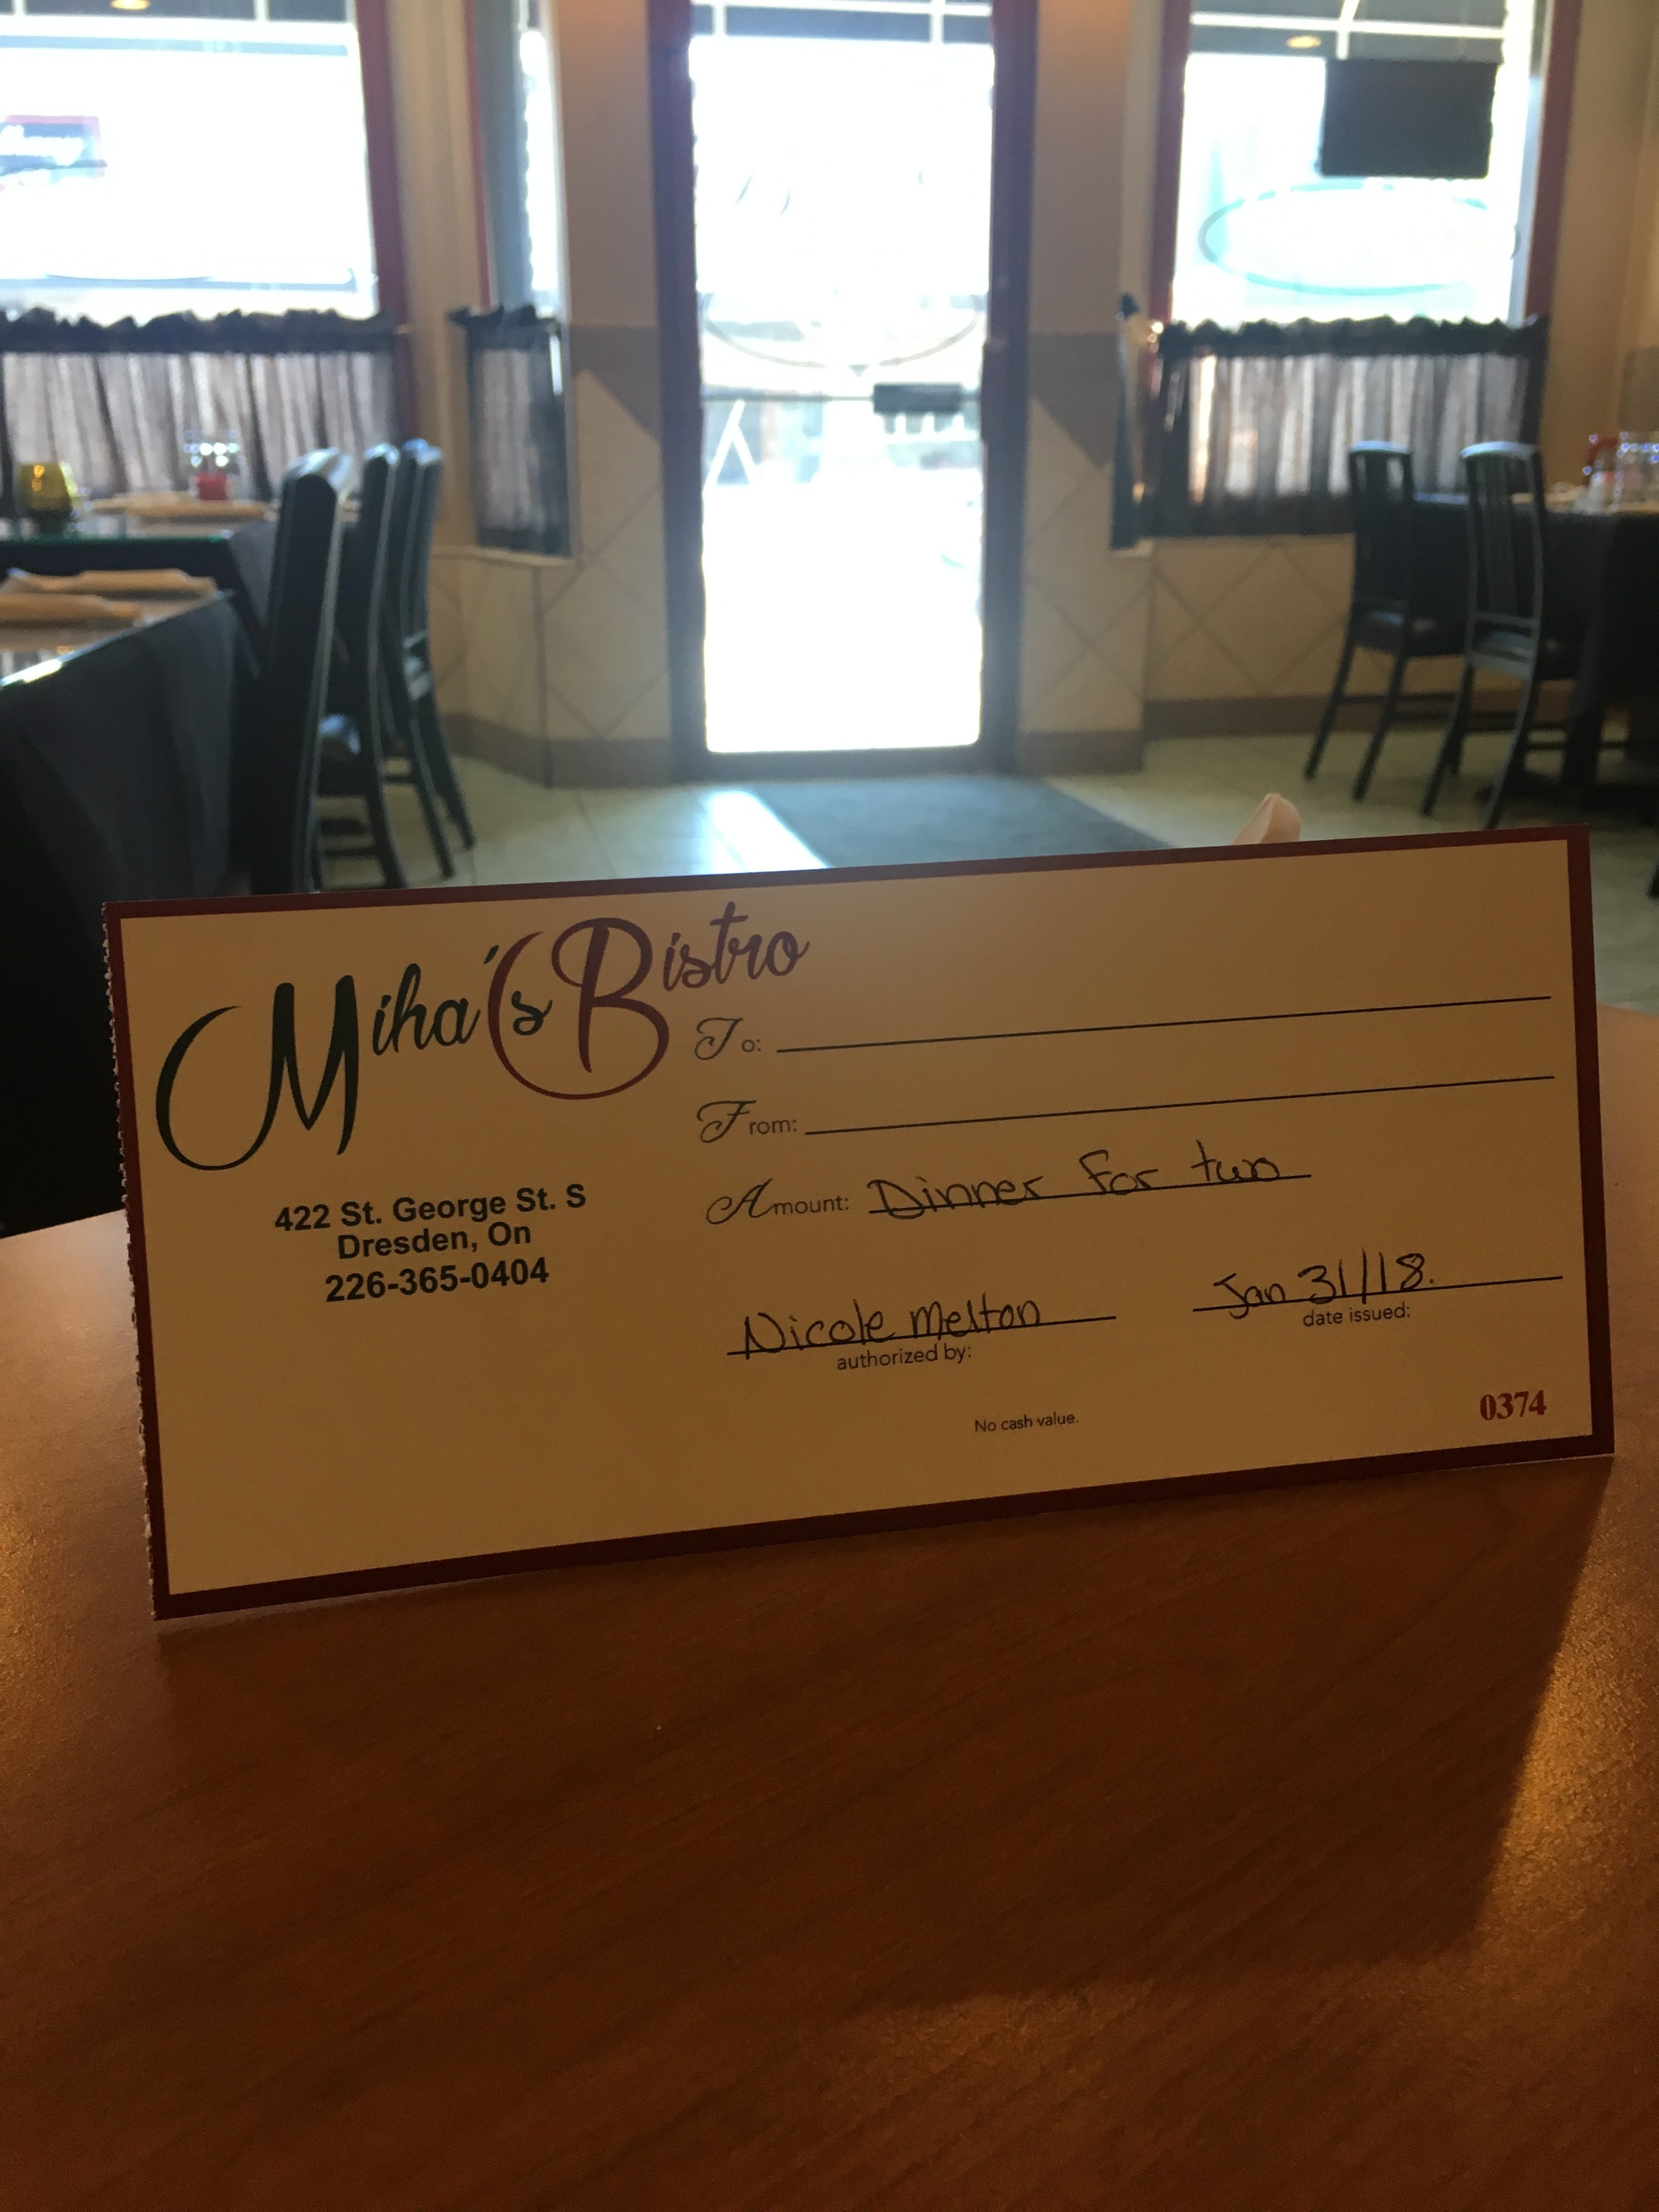 Miha's Bistro
422 St. George St. S
Dresden, On
226-365-0404
To:
From:
Amount: Dinner for two
Nicole Melton
authorized by:
Jan 31/18.
date issued:
No cash value.
0374